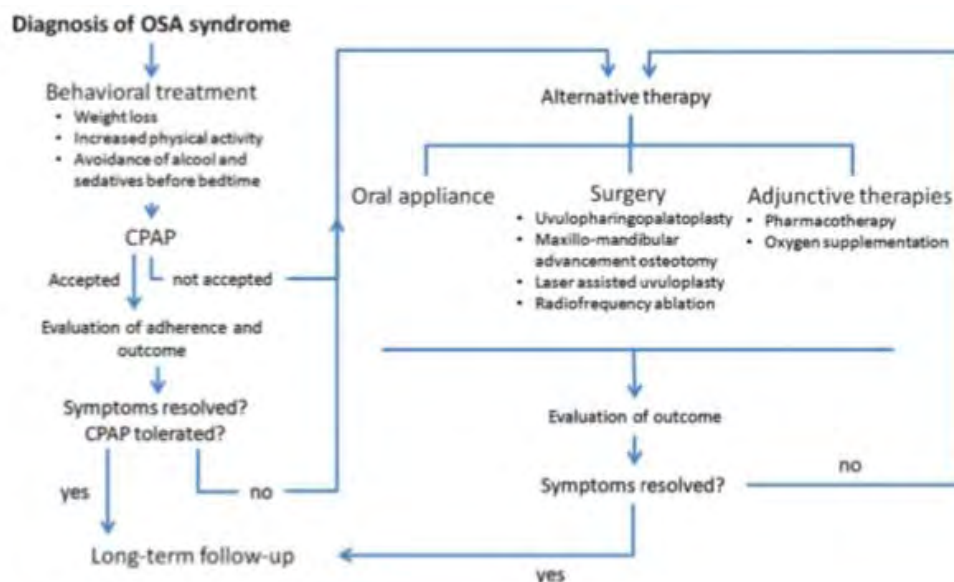 Diagnosis of OSA syndrome
Behavioral treatment
• Weight loss
• Increased physical activity
• Avoidance of alcool and
sedatives before bedtime
CPAP
Accepted
not accepted
Evaluation of adherence and
outcome
Symptoms resolved?
CPAP tolerated?
yes
no
Long-term follow-up
Alternative therapy
Oral appliance
Surgery
• Uvulopharingopalatoplasty
• Maxillo-mandibular
advancement osteotomy
• Laser assisted uvuloplasty
• Radiofrequency ablation
Adjunctive therapies
• Pharmacotherapy
• Oxygen supplementation
Evaluation of outcome
Symptoms resolved?
no
yes